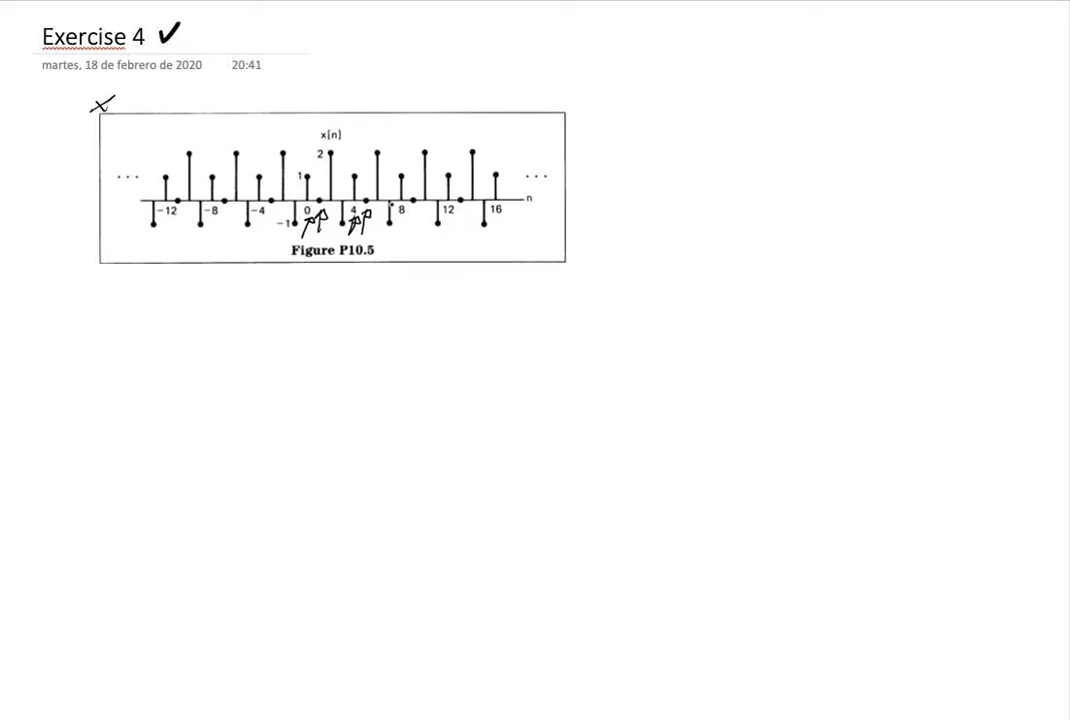 Exercise 4 ✓
martes, 18 de febrero de 2020 20:41
x[n]
2
... 1 ...
n
-12 -8 -4 0 4 8 12 16
-1
Figure P10.5